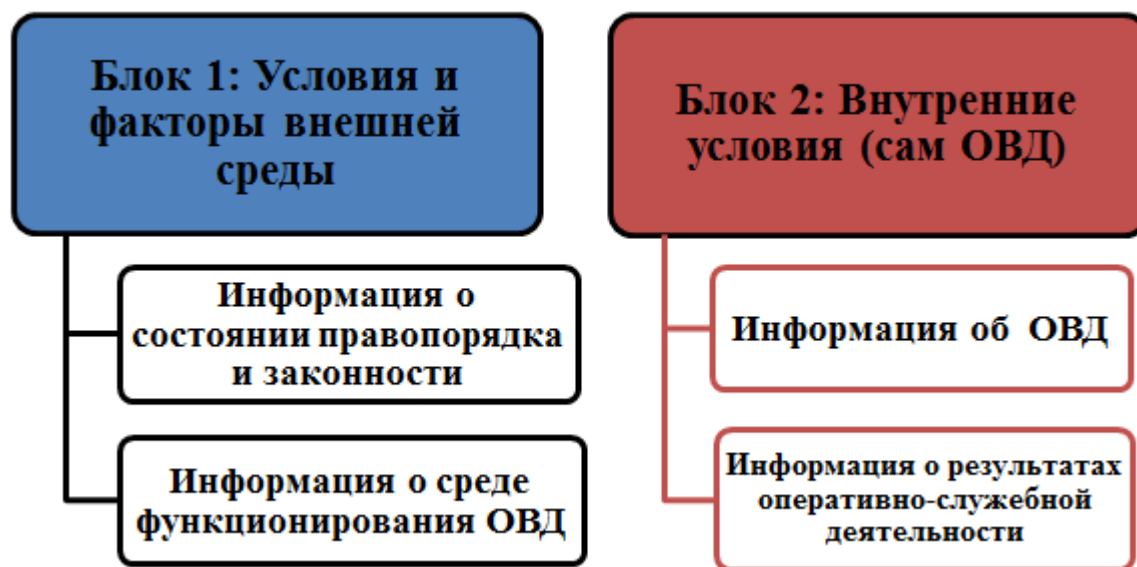 Блок 1: Условия и
факторы внешней
среды
Информация о
состоянии правопорядка
и законности
Информация о среде
функционирования ОВД
Блок 2: Внутренние
условия (сам ОВД)
Информация об ОВД
Информация о результатах
оперативно-служебной
деятельности